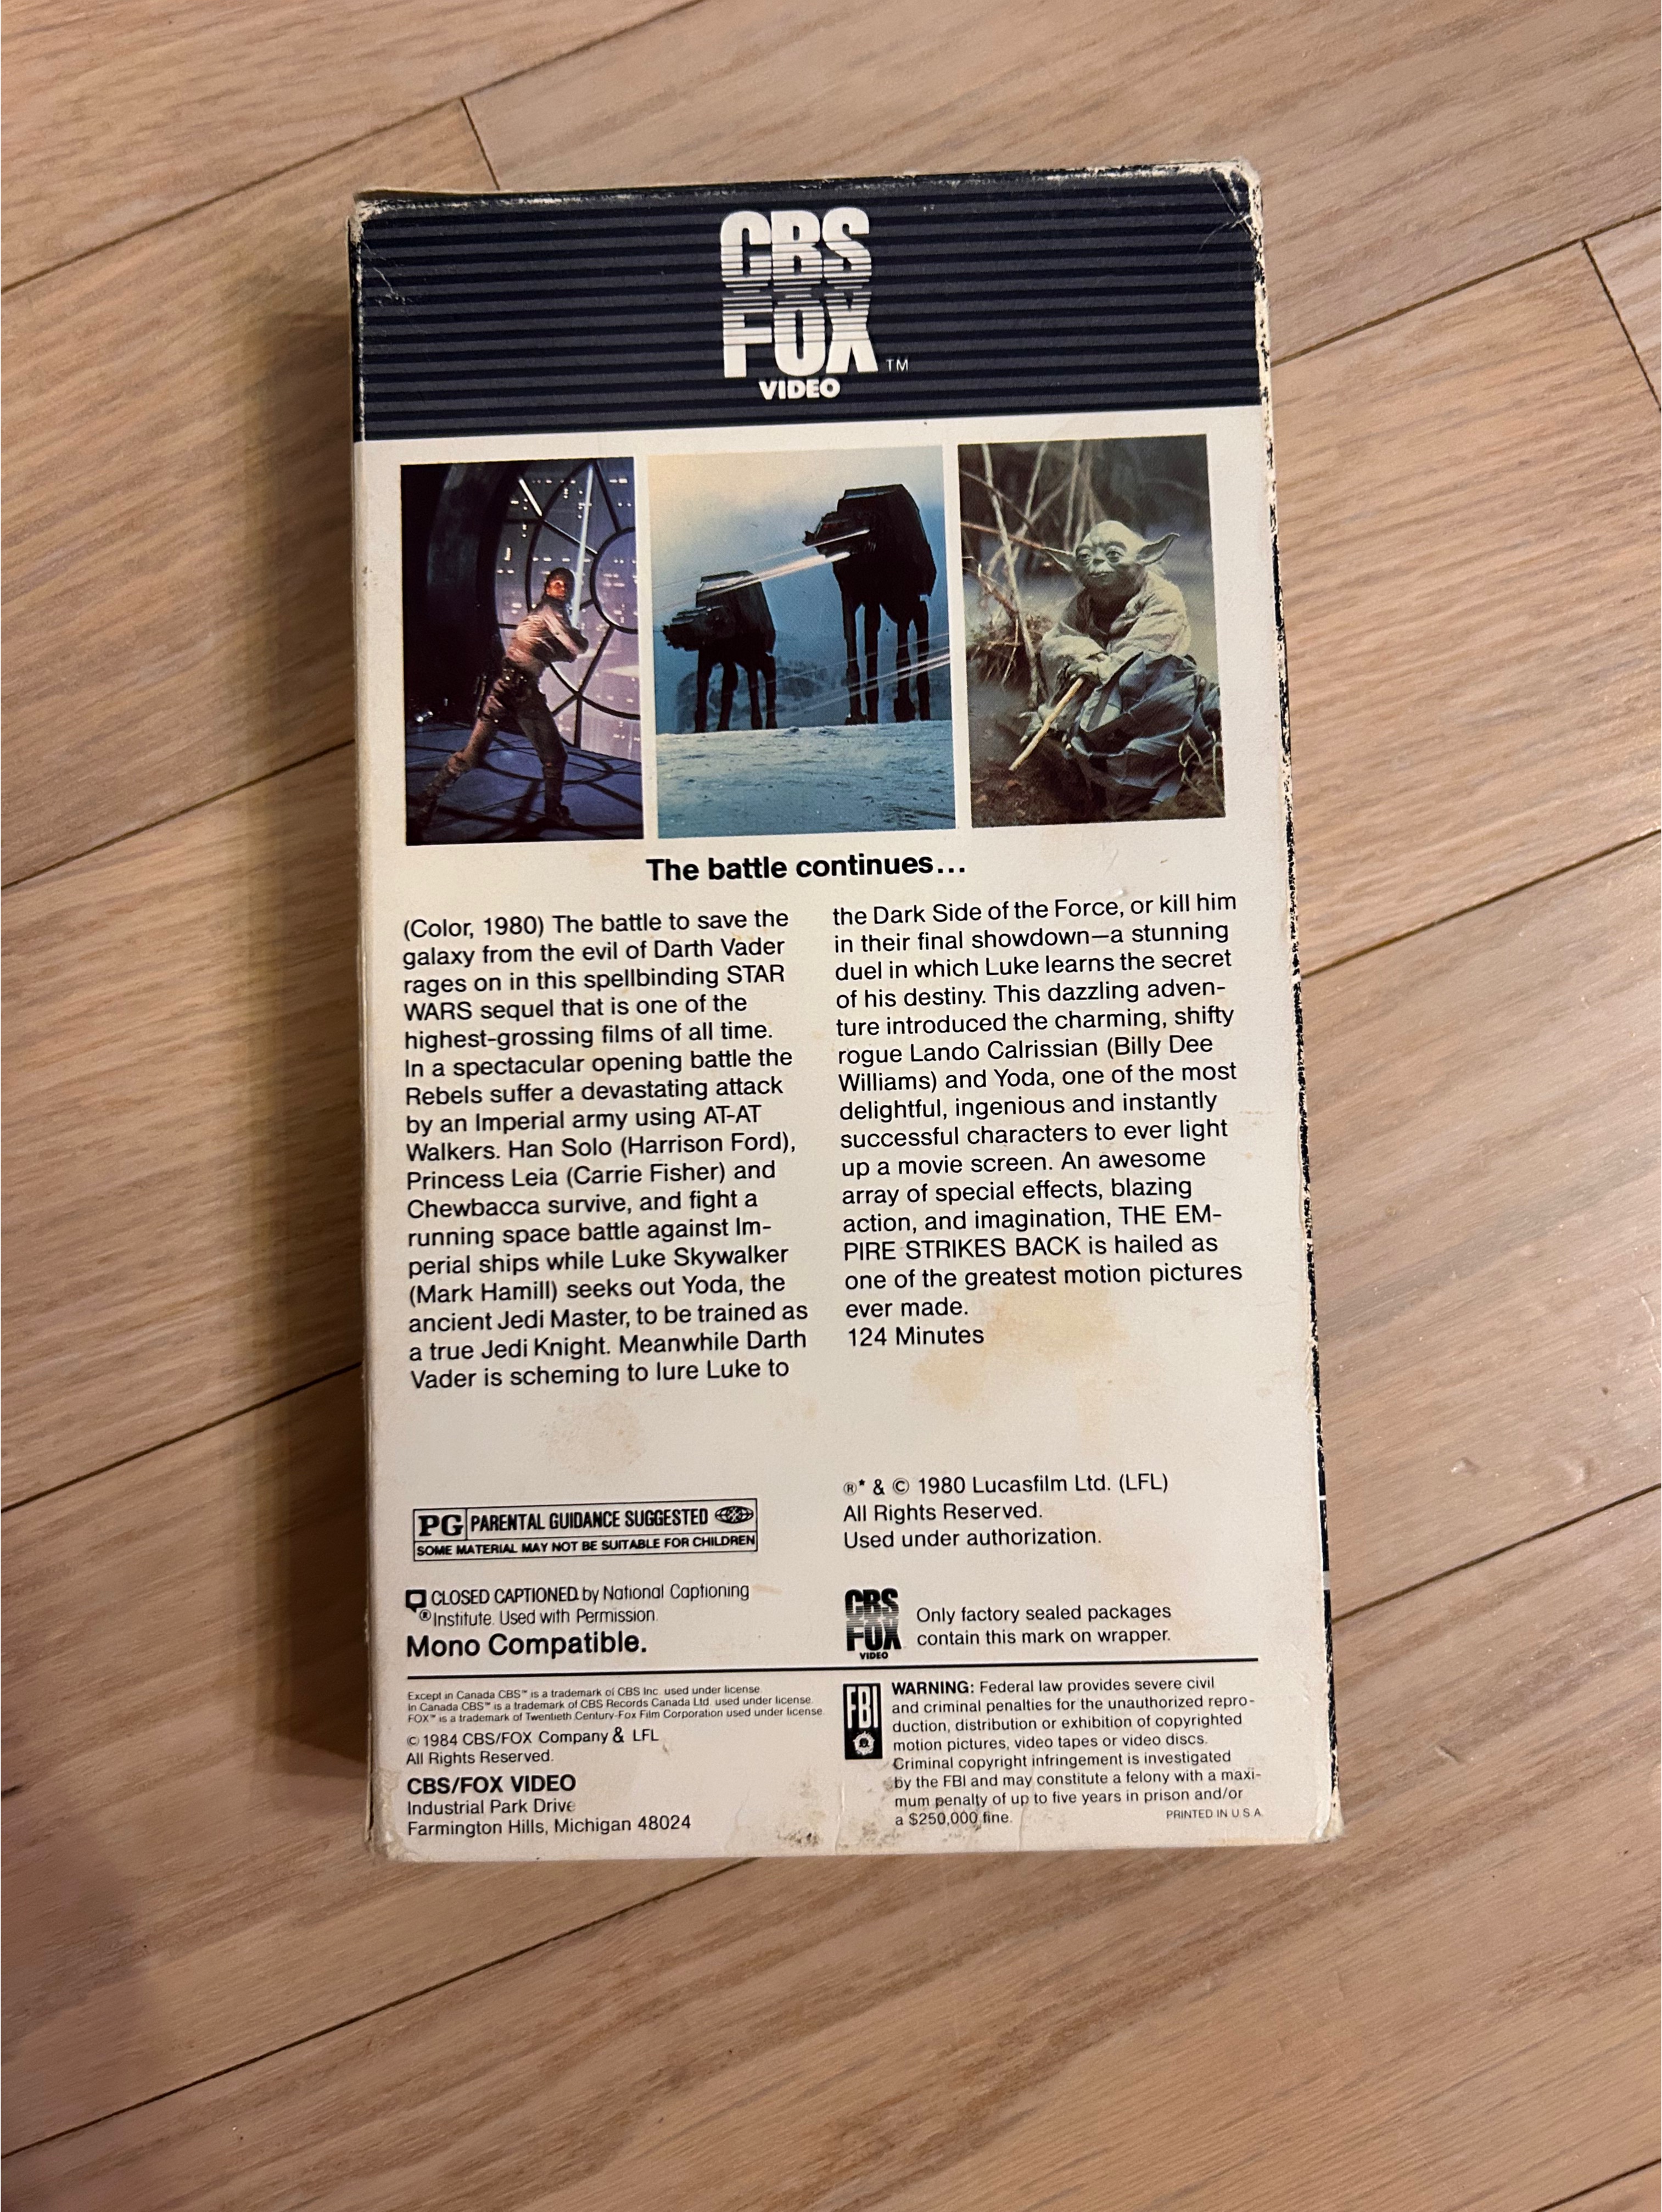 CBS
FOX
VIDEO
TM
The battle continues...
(Color, 1980) The battle to save the
galaxy from the evil of Darth Vader
rages on in this spellbinding STAR
WARS sequel that is one of the
highest-grossing films of all time.
In a spectacular opening battle the
Rebels suffer a devastating attack
by an Imperial army using AT-AT
Walkers. Han Solo (Harrison Ford),
Princess Leia (Carrie Fisher) and
Chewbacca survive, and fight a
running space battle against Im-
perial ships while Luke Skywalker
(Mark Hamill) seeks out Yoda, the
ancient Jedi Master, to be trained as
a true Jedi Knight. Meanwhile Darth
Vader is scheming to lure Luke to
the Dark Side of the Force, or kill him
in their final showdown—a stunning
duel in which Luke learns the secret
of his destiny. This dazzling adven-
ture introduced the charming, shifty
rogue Lando Calrissian (Billy Dee
Williams) and Yoda, one of the most
delightful, ingenious and instantly
successful characters to ever light
up a movie screen. An awesome
array of special effects, blazing
action, and imagination, THE EM-
PIRE STRIKES BACK is hailed as
one of the greatest motion pictures
ever made.
124 Minutes
PG PARENTAL GUIDANCE SUGGESTED
SOME MATERIAL MAY NOT BE SUITABLE FOR CHILDREN
CLOSED CAPTIONED by National Captioning
® Institute. Used with Permission.
Mono Compatible.
®* & © 1980 Lucasfilm Ltd. (LFL)
All Rights Reserved.
Used under authorization.
CBS
FOX
VIDEO
Only factory sealed packages
contain this mark on wrapper.
Except in Canada CBS™ is a trademark of CBS Inc. used under license.
In Canada CBS™ is a trademark of CBS Records Canada Ltd. used under license.
FOX™ is a trademark of Twentieth Century-Fox Film Corporation used under license.
© 1984 CBS/FOX Company & LFL
All Rights Reserved.
CBS/FOX VIDEO
Industrial Park Drive
Farmington Hills, Michigan 48024
FBI
WARNING: Federal law provides severe civil
and criminal penalties for the unauthorized repro-
duction, distribution or exhibition of copyrighted
motion pictures, video tapes or video discs.
Criminal copyright infringement is investigated
by the FBI and may constitute a felony with a maxi-
mum penalty of up to five years in prison and/or
a $250,000 fine.
PRINTED IN U.S.A.